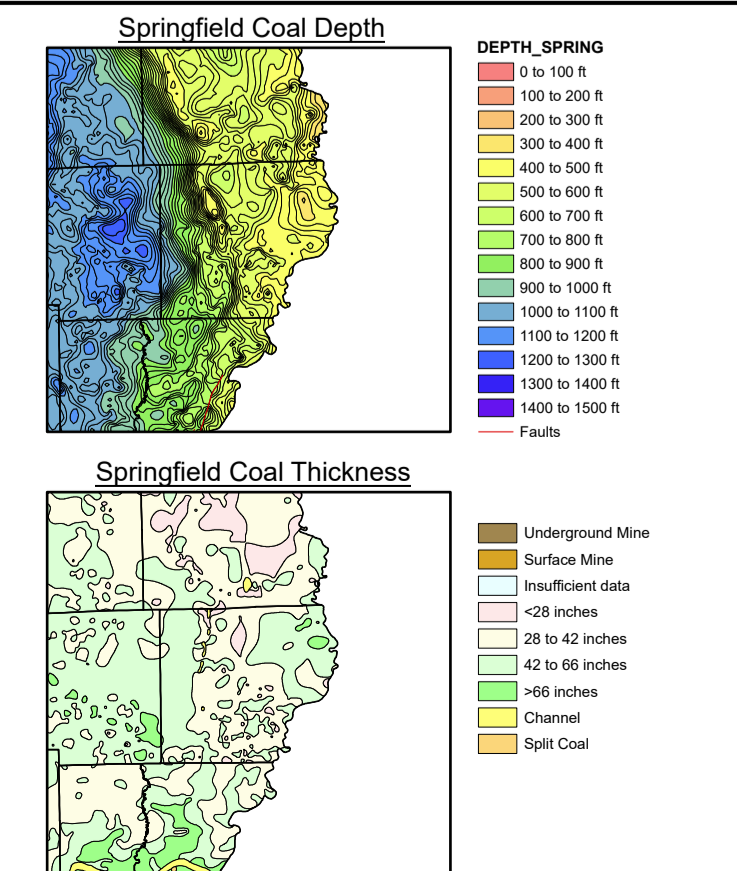 Springfield Coal Depth
DEPTH_SPRING
0 to 100 ft
100 to 200 ft
200 to 300 ft
300 to 400 ft
400 to 500 ft
500 to 600 ft
600 to 700 ft
700 to 800 ft
800 to 900 ft
900 to 1000 ft
1000 to 1100 ft
1100 to 1200 ft
1200 to 1300 ft
1300 to 1400 ft
1400 to 1500 ft
Faults
Springfield Coal Thickness
Underground Mine
Surface Mine
Insufficient data
<28 inches
28 to 42 inches
42 to 66 inches
>66 inches
Channel
Split Coal